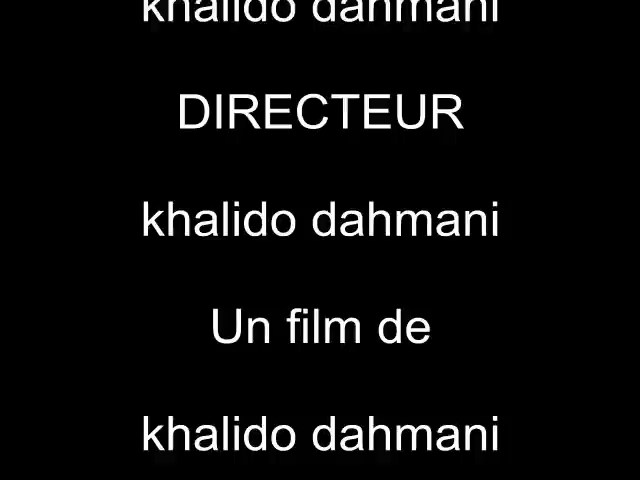 khalido dahmani
DIRECTEUR
khalido dahmani
Un film de
khalido dahmani